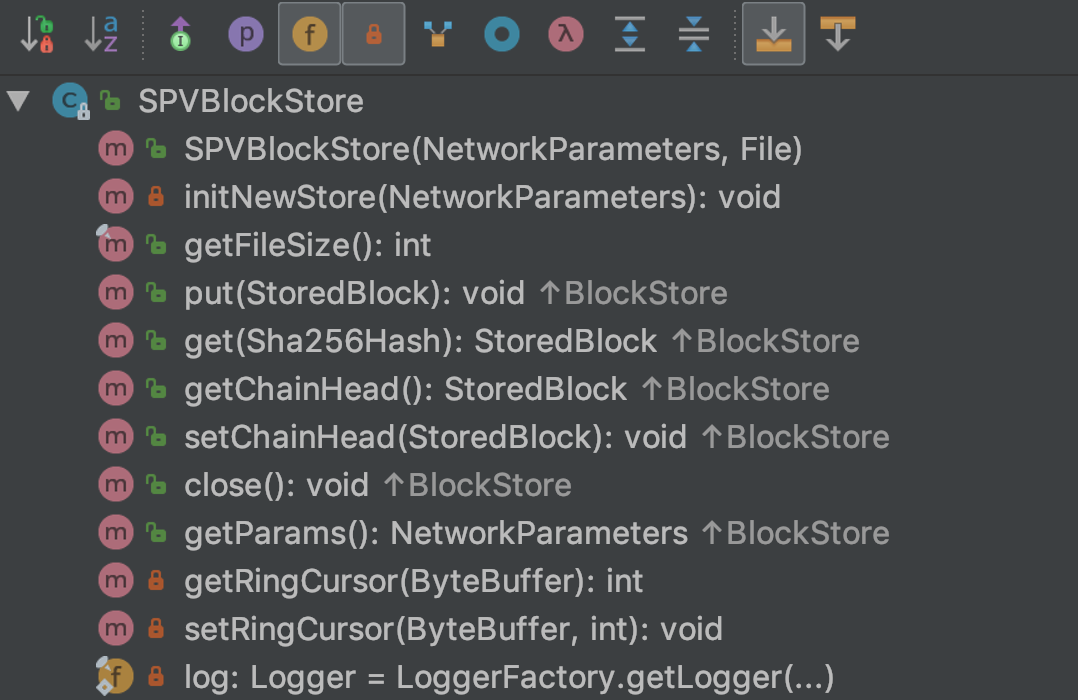 a
z
I
p
f
λ
C SPVBlockStore
m SPVBlockStore(NetworkParameters, File)
m initNewStore(NetworkParameters): void
m getFileSize(): int
m put(StoredBlock): void ↑BlockStore
m get(Sha256Hash): StoredBlock ↑BlockStore
m getChainHead(): StoredBlock ↑BlockStore
m setChainHead(StoredBlock): void ↑BlockStore
m close(): void ↑BlockStore
m getParams(): NetworkParameters ↑BlockStore
m getRingCursor(ByteBuffer): int
m setRingCursor(ByteBuffer, int): void
f log: Logger = LoggerFactory.getLogger(...)